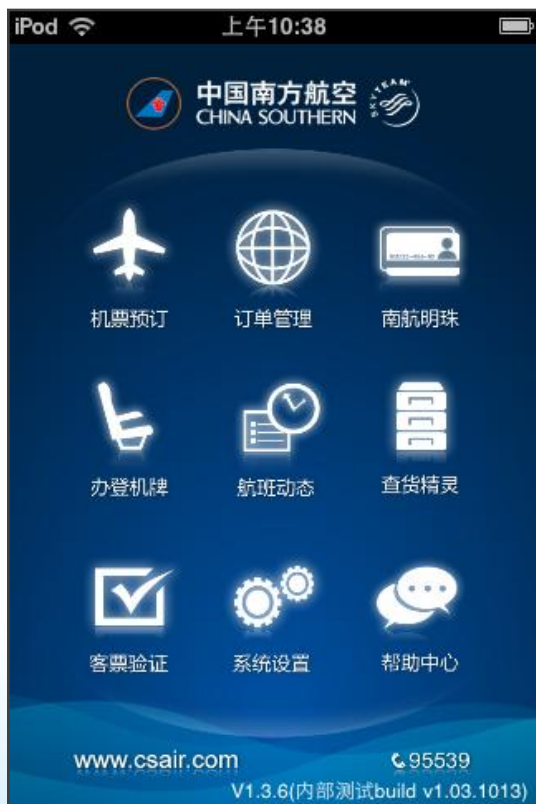 iPod 上午10:38
中国南方航空
CHINA SOUTHERN
SKYTEAM
机票预订 订单管理 南航明珠
办登机牌 航班动态 查货精灵
客票验证 系统设置 帮助中心
www.csair.com 95539
V1.3.6(内部测试build v1.03.1013)